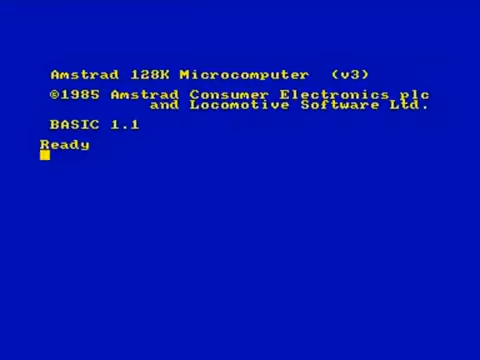 Amstrad 128K Microcomputer (v3)
©1985 Amstrad Consumer Electronics plc
and Locomotive Software Ltd.
BASIC 1.1
Ready